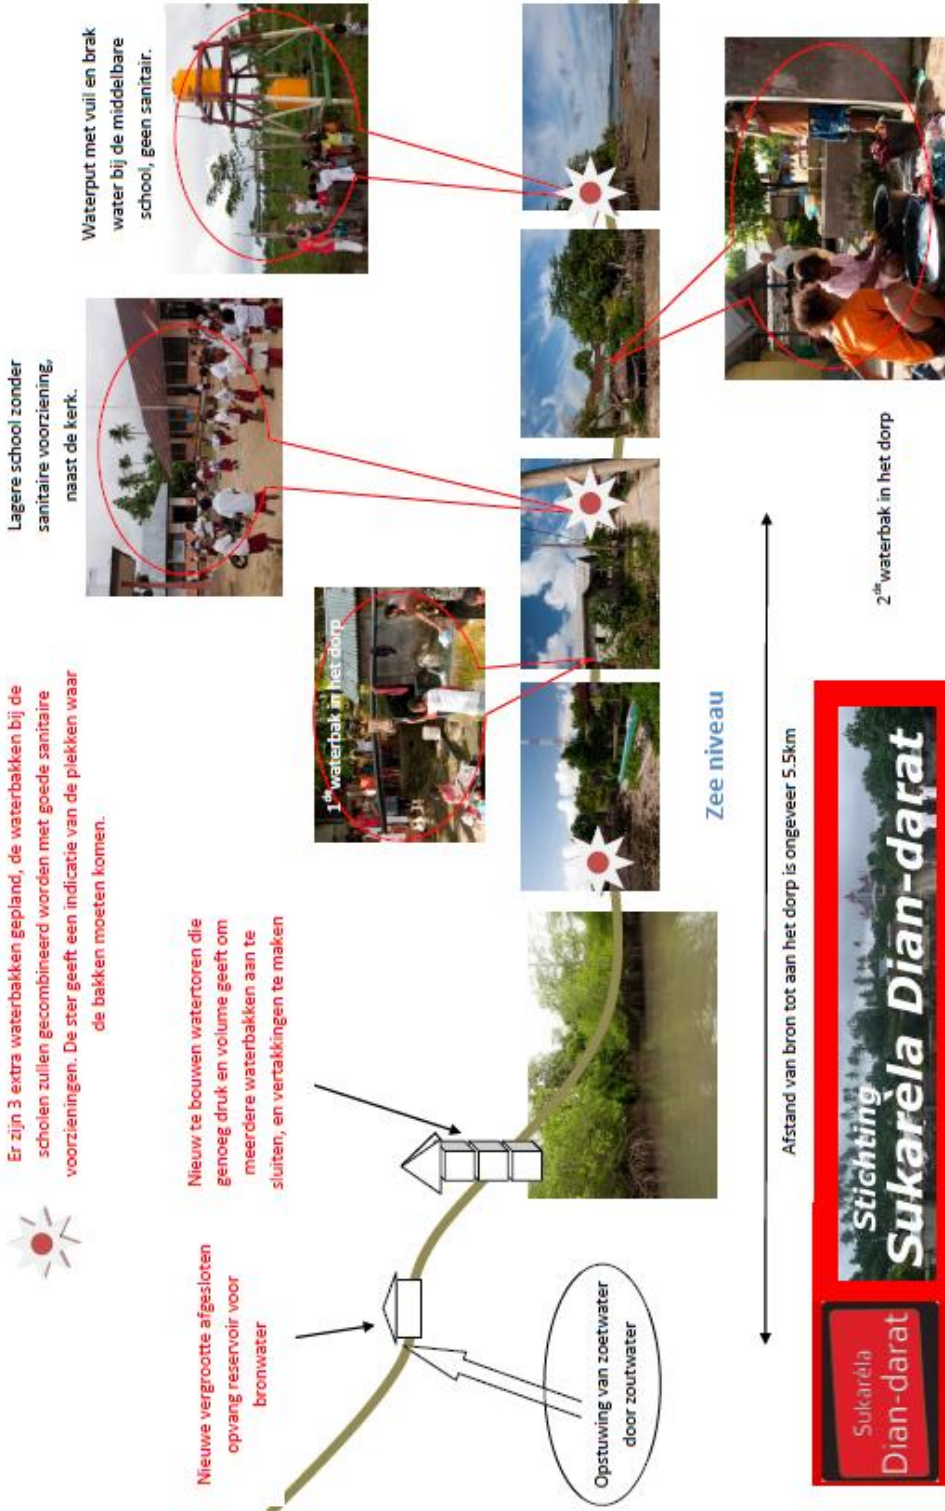 Er zijn 3 extra waterbakken gepland, de waterbakken bij de
scholen zullen gecombineerd worden met goede sanitaire
voorzieningen. De ster geeft een indicatie van de plekken waar
de bakken moeten komen.
Lagere school zonder
sanitaire voorziening,
naast de kerk.
Waterput met vuil en brak
water bij de middelbare
school, geen sanitair.
Nieuwe vergrootte afgesloten
opvang reservoir voor
bronwater
Nieuw te bouwen watertoren die
genoeg druk en volume geeft om
meerdere waterbakken aan te
sluiten, en vertakkingen te maken
1de waterbak in het dorp
Opstuwing van zoetwater
door zoutwater
Zee niveau
Afstand van bron tot aan het dorp is ongeveer 5.5km
2de waterbak in het dorp
Sukarèla
Dian-darat
Stichting
Sukarèla Dian-darat